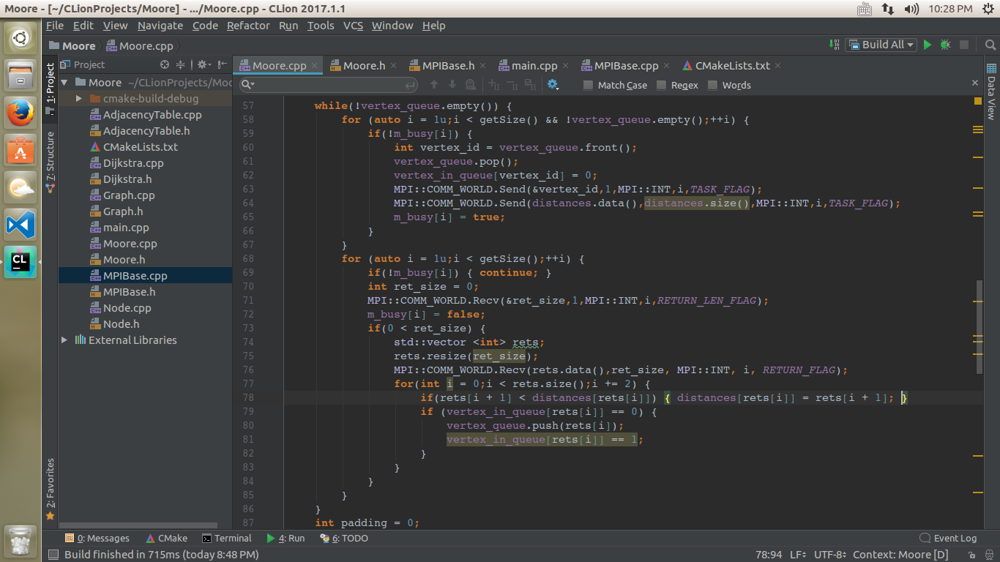 Moore - [~/CLionProjects/Moore] - .../Moore.cpp - CLion 2017.1.1
10:28 PM
File Edit View Navigate Code Refactor Run Tools VCS Window Help
Moore Moore.cpp
Build All
Project
Moore.cpp Moore.h MPIBase.h main.cpp MPIBase.cpp CMakeLists.txt
Match Case Regex Words
1: Project
7: Structure
2: Favorites
Data View
Moore ~/CLionProjects/Moo
cmake-build-debug
AdjacencyTable.cpp
AdjacencyTable.h
CMakeLists.txt
Dijkstra.cpp
Dijkstra.h
Graph.cpp
Graph.h
main.cpp
Moore.cpp
Moore.h
MPIBase.cpp
MPIBase.h
Node.cpp
Node.h
External Libraries
57 while(!vertex_queue.empty()) {
58 for (auto i = 1u;i < getSize() && !vertex_queue.empty();++i) {
59 if(!m_busy[i]) {
60 int vertex_id = vertex_queue.front();
61 vertex_queue.pop();
62 vertex_in_queue[vertex_id] = 0;
63 MPI::COMM_WORLD.Send(&vertex_id,1,MPI::INT,i,TASK_FLAG);
64 MPI::COMM_WORLD.Send(distances.data(),distances.size(),MPI::INT,i,TASK_FLAG);
65 m_busy[i] = true;
66 }
67 }
68 for (auto i = 1u;i < getSize();++i) {
69 if(!m_busy[i]) { continue; }
70 int ret_size = 0;
71 MPI::COMM_WORLD.Recv(&ret_size,1,MPI::INT,i,RETURN_LEN_FLAG);
72 m_busy[i] = false;
73 if(0 < ret_size) {
74 std::vector <int> rets;
75 rets.resize(ret_size);
76 MPI::COMM_WORLD.Recv(rets.data(),ret_size, MPI::INT, i, RETURN_FLAG);
77 for(int i = 0;i < rets.size();i += 2) {
78 if(rets[i + 1] < distances[rets[i]]) { distances[rets[i]] = rets[i + 1]; }
79 if (vertex_in_queue[rets[i]] == 0) {
80 vertex_queue.push(rets[i]);
81 vertex_in_queue[rets[i]] == 1;
82 }
83 }
84 }
85 }
86 }
87 int padding = 0;
0: Messages CMake Terminal 4: Run 6: TODO Event Log
Build finished in 715ms (today 8:48 PM) 78:94 LF UTF-8 Context: Moore [D]